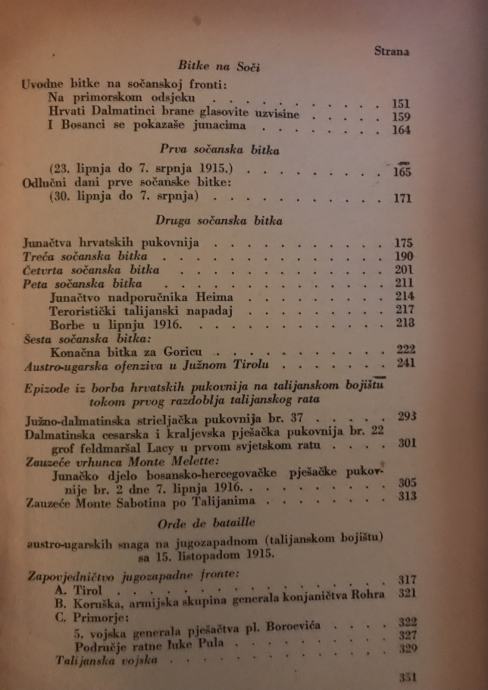 Strana
Bitke na Soči
Uvodne bitke na sočanskoj fronti:
Na primorskom odsjeku . . . . . . . . . . 151
Hrvati Dalmatinci brane glasovite uzvisine . . . . . 159
I Bosanci se pokazaše junacima . . . . . . . . 164
Prva sočanska bitka
(23. lipnja do 7. srpnja 1915.) . . . . . . . . . 165
Odlučni dani prve sočanske bitke:
(30. lipnja do 7. srpnja) . . . . . . . . . . 171
Druga sočanska bitka
Junačtva hrvatskih pukovnija . . . . . . . . . . 175
Treća sočanska bitka . . . . . . . . . . . . 190
Četvrta sočanska bitka . . . . . . . . . . . . 201
Peta sočanska bitka . . . . . . . . . . . . 211
Junačtvo nadporučnika Heima . . . . . . . . 214
Teroristički talijanski napadaj . . . . . . . . . 217
Borbe u lipnju 1916. . . . . . . . . . . . 218
Šesta sočanska bitka:
Konačna bitka za Goricu . . . . . . . . . . 222
Austro-ugarska ofenziva u Južnom Tirolu . . . . . . 241
Epizode iz borba hrvatskih pukovnija na talijanskom bojištu
tokom prvog razdoblja talijanskog rata
Južno-dalmatinska strieljačka pukovnija br. 37 . . . . . 293
Dalmatinska cesarska i kraljevska pješačka pukovnija br. 22
grof feldmaršal Lacy u prvom svjetskom ratu . . . . 301
Zauzeće vrhunca Monte Melette:
Junačko djelo bosansko-hercegovačke pješačke pukov-
nije br. 2 dne 7. lipnja 1916. . . . . . . . . 305
Zauzeće Monte Sabotina po Talijanima . . . . . . . 313
Orde de bataille
austro-ugarskih snaga na jugozapadnom (talijanskom bojištu)
sa 15. listopadom 1915.
Zapovjedničtvo jugozapadne fronte:
A. Tirol . . . . . . . . . . . . . . 317
B. Koruška, armijska skupina generala konjaničtva Rohra 321
C. Primorje:
5. vojska generala pješačtva pl. Boroevića . . . . 322
Područje ratne luke Pula . . . . . . . . . 327
Talijanska vojska . . . . . . . . . . . . 329
351